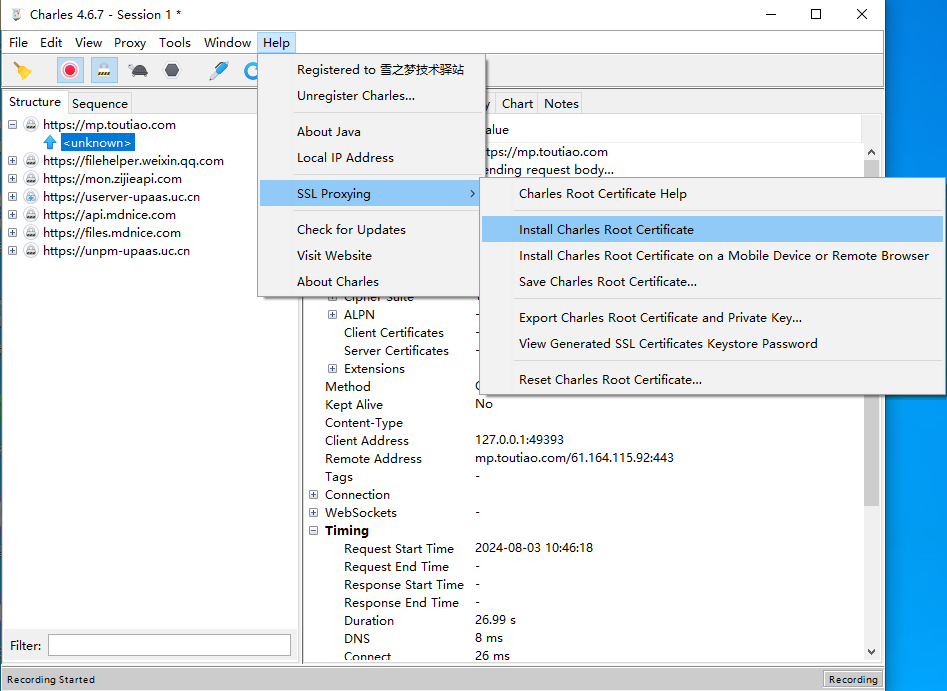 Charles 4.6.7 - Session 1 *
File Edit View Proxy Tools Window Help
Structure Sequence
https://mp.toutiao.com
<unknown>
https://filehelper.weixin.qq.com
https://mon.zijieapi.com
https://userver-upaas.uc.cn
https://api.mdnice.com
https://files.mdnice.com
https://unpm-upaas.uc.cn
Filter:
Registered to 雪之梦技术驿站
Unregister Charles...
About Java
Local IP Address
SSL Proxying
Check for Updates
Visit Website
About Charles
Charles Root Certificate Help
Install Charles Root Certificate
Install Charles Root Certificate on a Mobile Device or Remote Browser
Save Charles Root Certificate...
Export Charles Root Certificate and Private Key...
View Generated SSL Certificates Keystore Password
Reset Charles Root Certificate...
Chart Notes
alue
tps://mp.toutiao.com
ending request body...
Cipher Suite
ALPN -
Client Certificates -
Server Certificates -
Extensions
Method
Kept Alive No
Content-Type
Client Address 127.0.0.1:49393
Remote Address mp.toutiao.com/61.164.115.92:443
Tags -
Connection
WebSockets -
Timing
Request Start Time 2024-08-03 10:46:18
Request End Time -
Response Start Time -
Response End Time -
Duration 26.99 s
DNS 8 ms
Connect 26 ms
Recording Started Recording